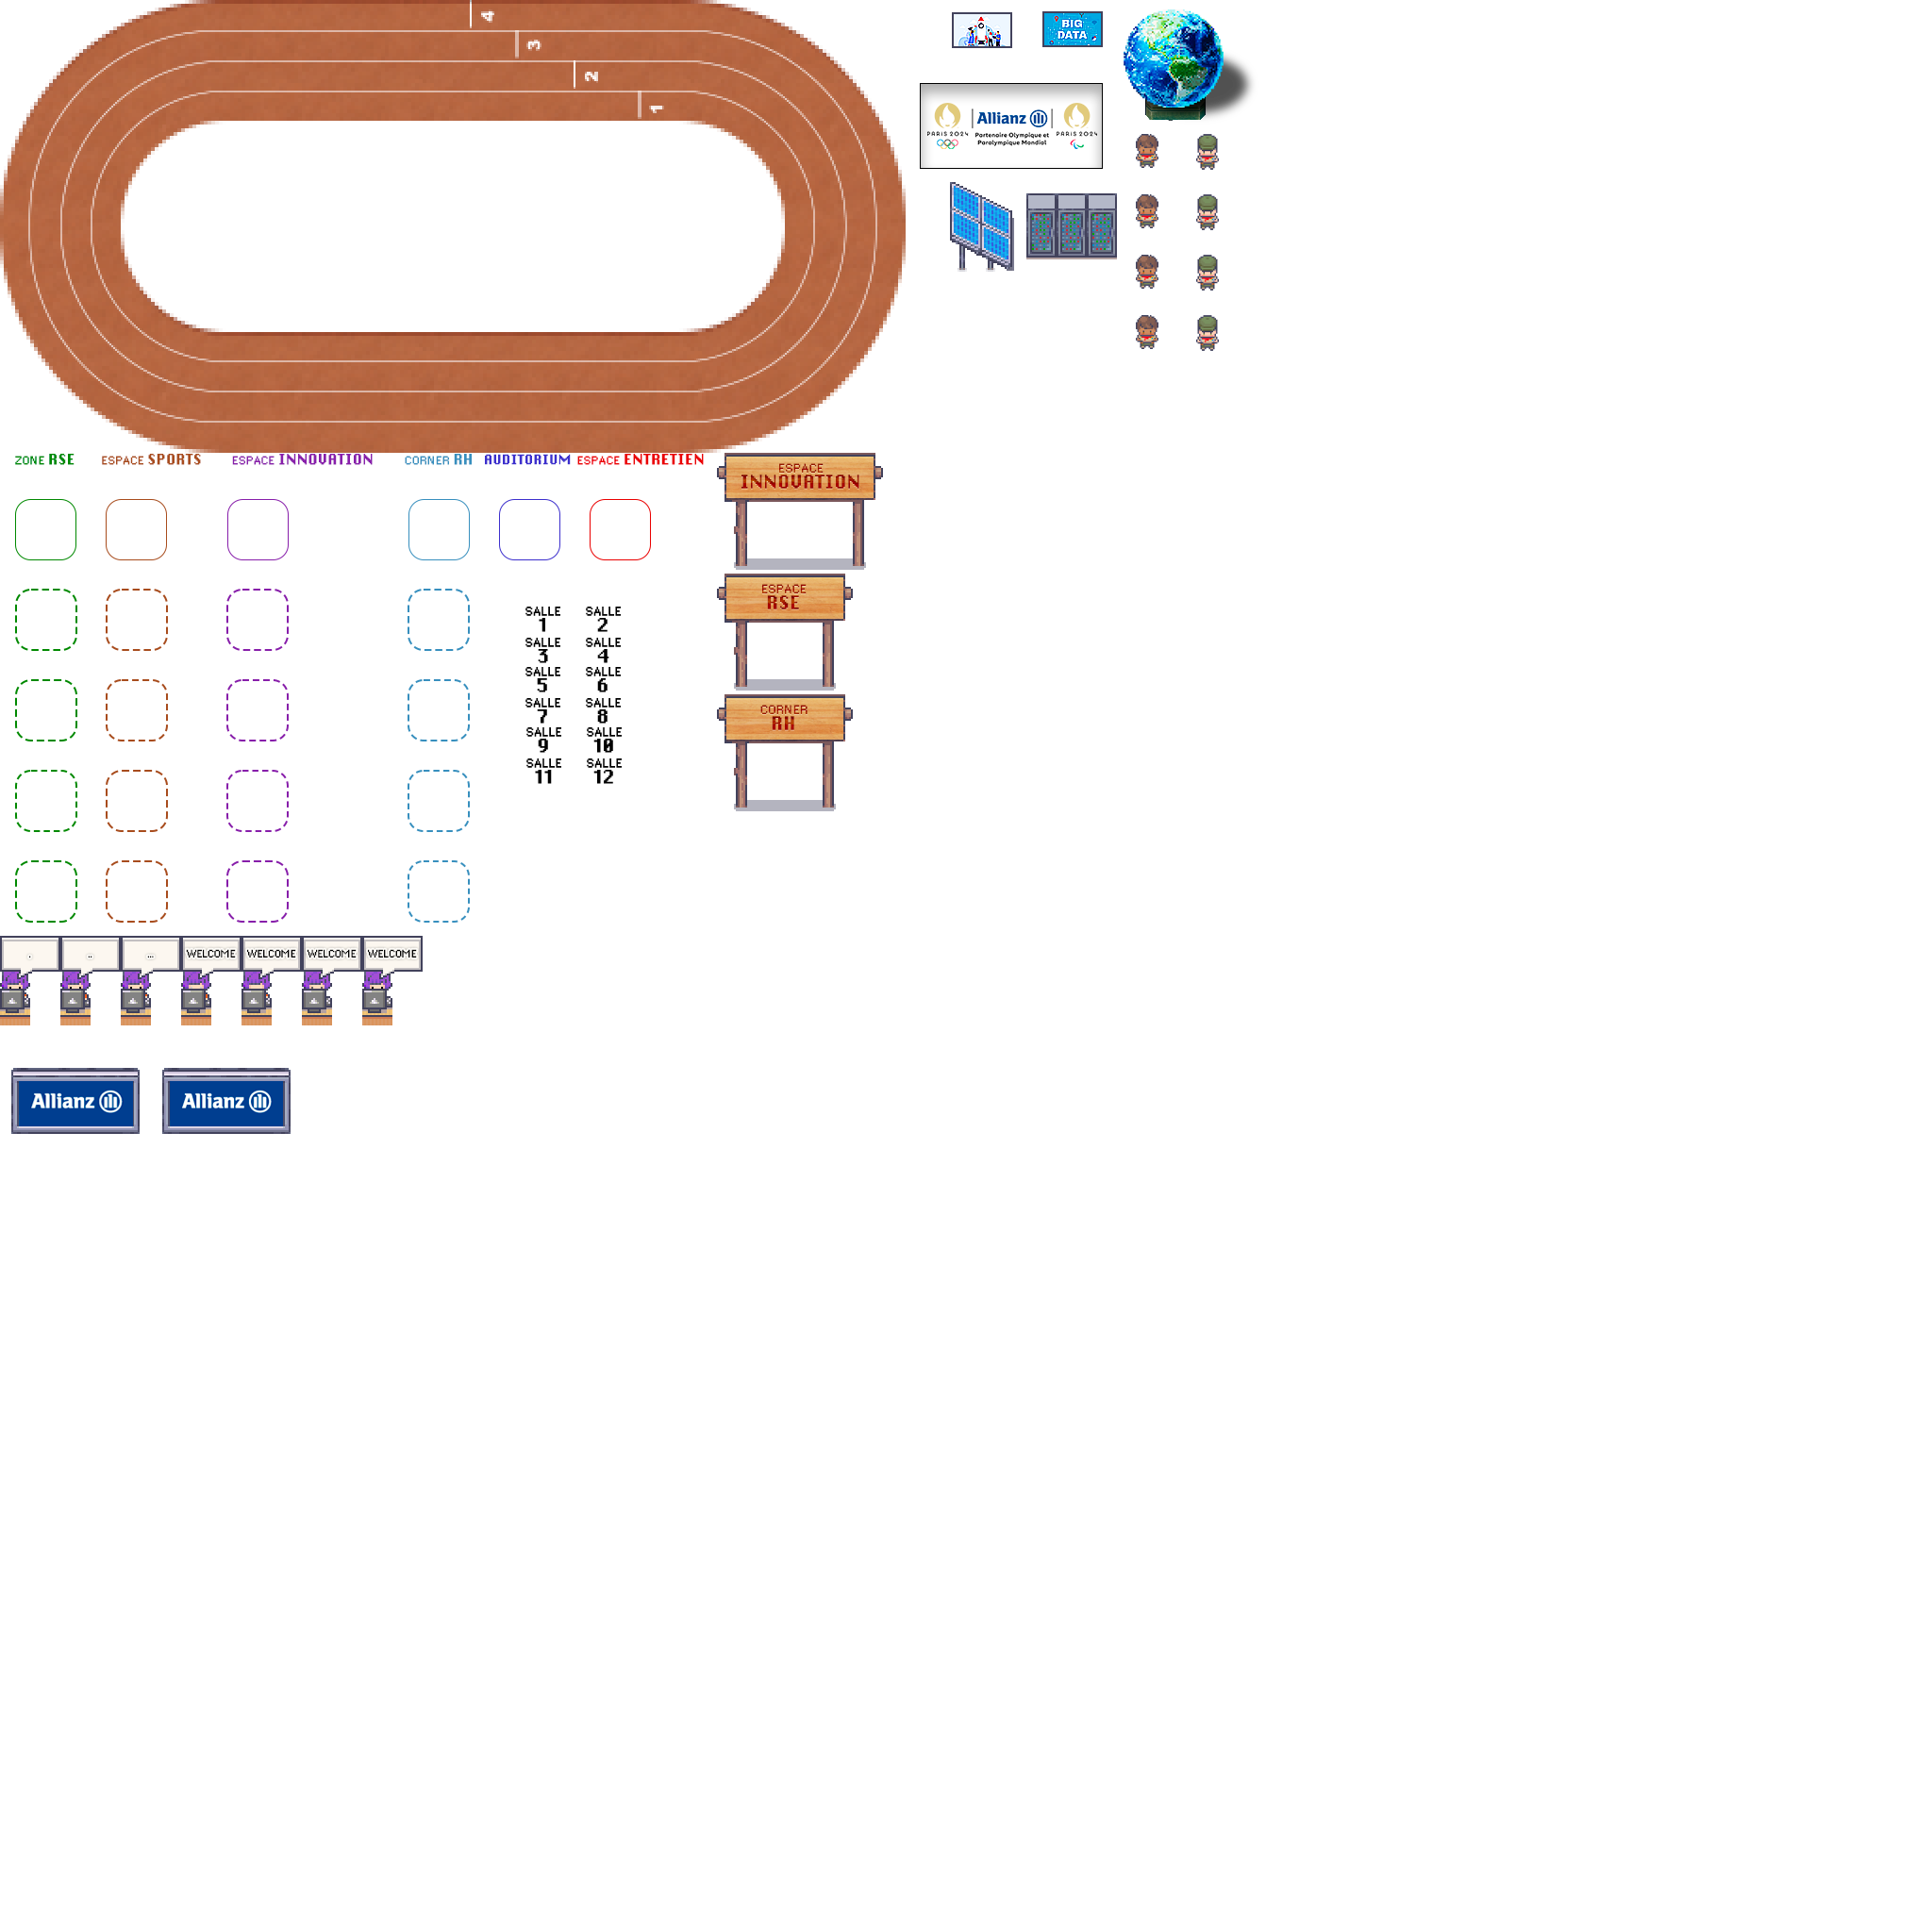 4
3
2
1
BIG
DATA
PARIS 2024
Allianz
PARIS 2024
Partenaire Olympique et
Paralympique Mondial
ZONE RSE
ESPACE SPORTS
ESPACE INNOVATION
CORNER RH
AUDITORIUM
ESPACE ENTRETIEN
ESPACE
INNOVATION
ESPACE
RSE
CORNER
RH
SALLE
1
SALLE
2
SALLE
3
SALLE
4
SALLE
5
SALLE
6
SALLE
7
SALLE
8
SALLE
9
SALLE
10
SALLE
11
SALLE
12
.
..
...
WELCOME
WELCOME
WELCOME
WELCOME
Allianz
Allianz